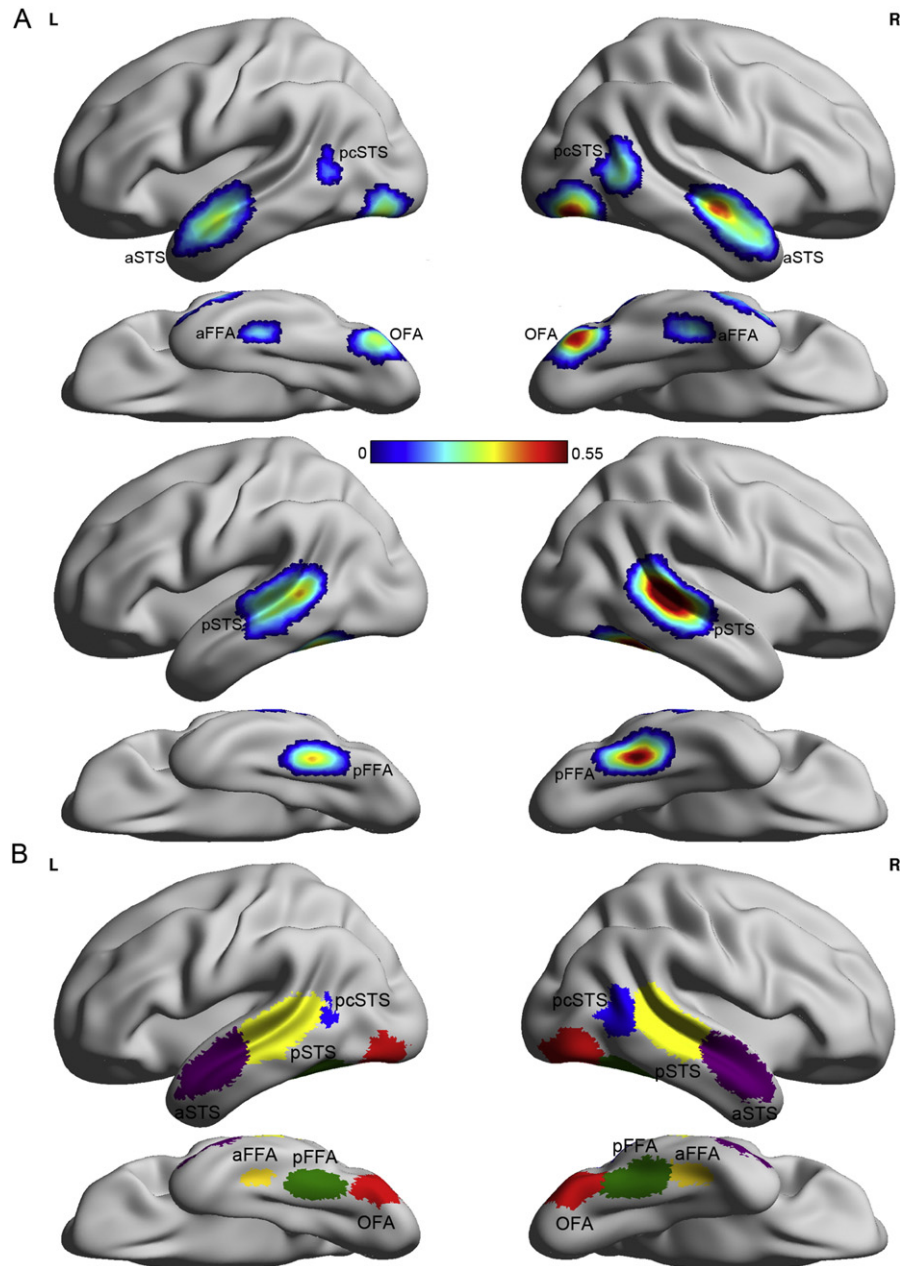 A L R
pcSTS pcSTS
aSTS aSTS
aFFA OFA OFA aFFA
0 0.55
pSTS pSTS
pFFA pFFA
B L R
pcSTS pcSTS
pSTS pSTS
aSTS aSTS
aFFA pFFA pFFA aFFA
OFA OFA